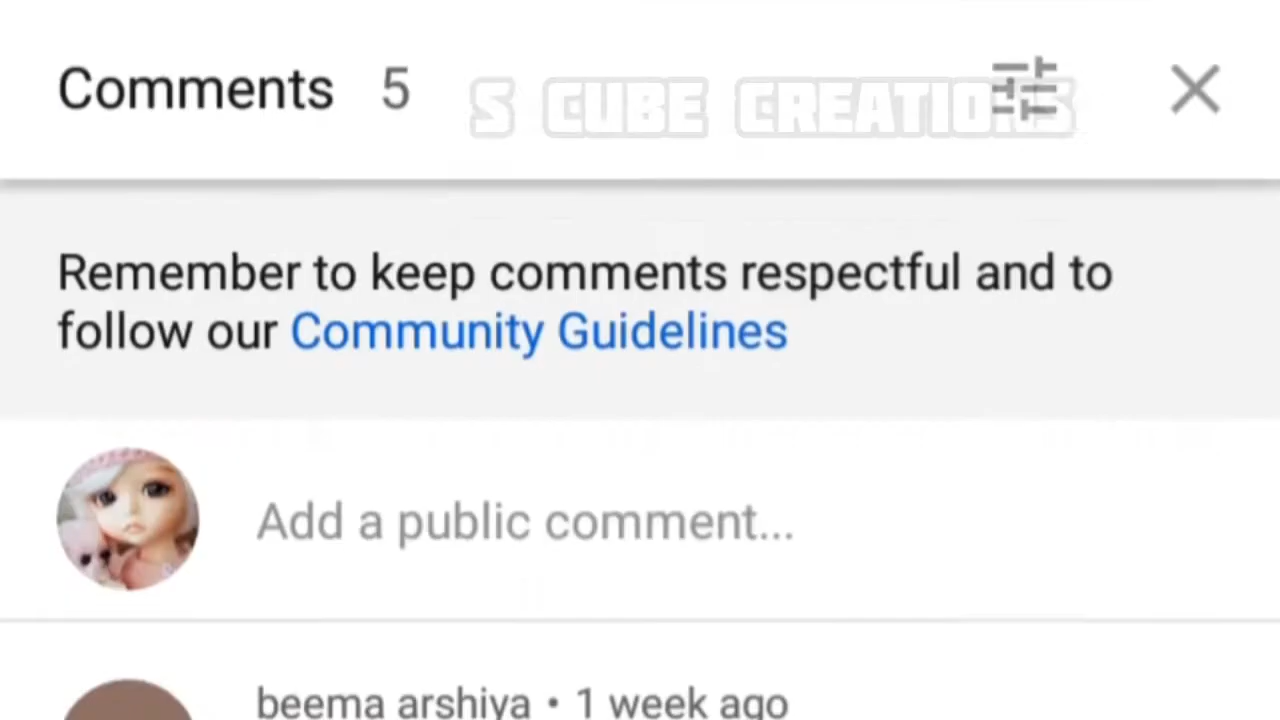 Comments 5
S CUBE CREATIONS
Remember to keep comments respectful and to
follow our Community Guidelines
Add a public comment...
beema arshiya • 1 week ago